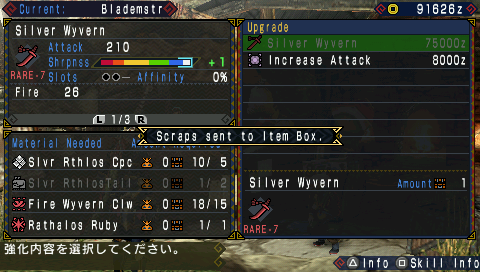 Current: Blademstr
91626z
Silver Wyvern
Attack 210
Shrpnss +1
RARE-7 Slots Affinity 0%
Fire 26
L 1/3 R
Upgrade
Silver Wyvern 75000z
Increase Attack 8000z
Scraps sent to Item Box.
Material Needed
Slvr Rthlos Cpc 0 10/ 5
Slvr RthlosTail 0 1/ 2
Fire Wyvern Clw 0 18/15
Rathalos Ruby 0 1/ 1
Silver Wyvern Amount 1
RARE-7
強化内容を選択してください。
Info Skill Info